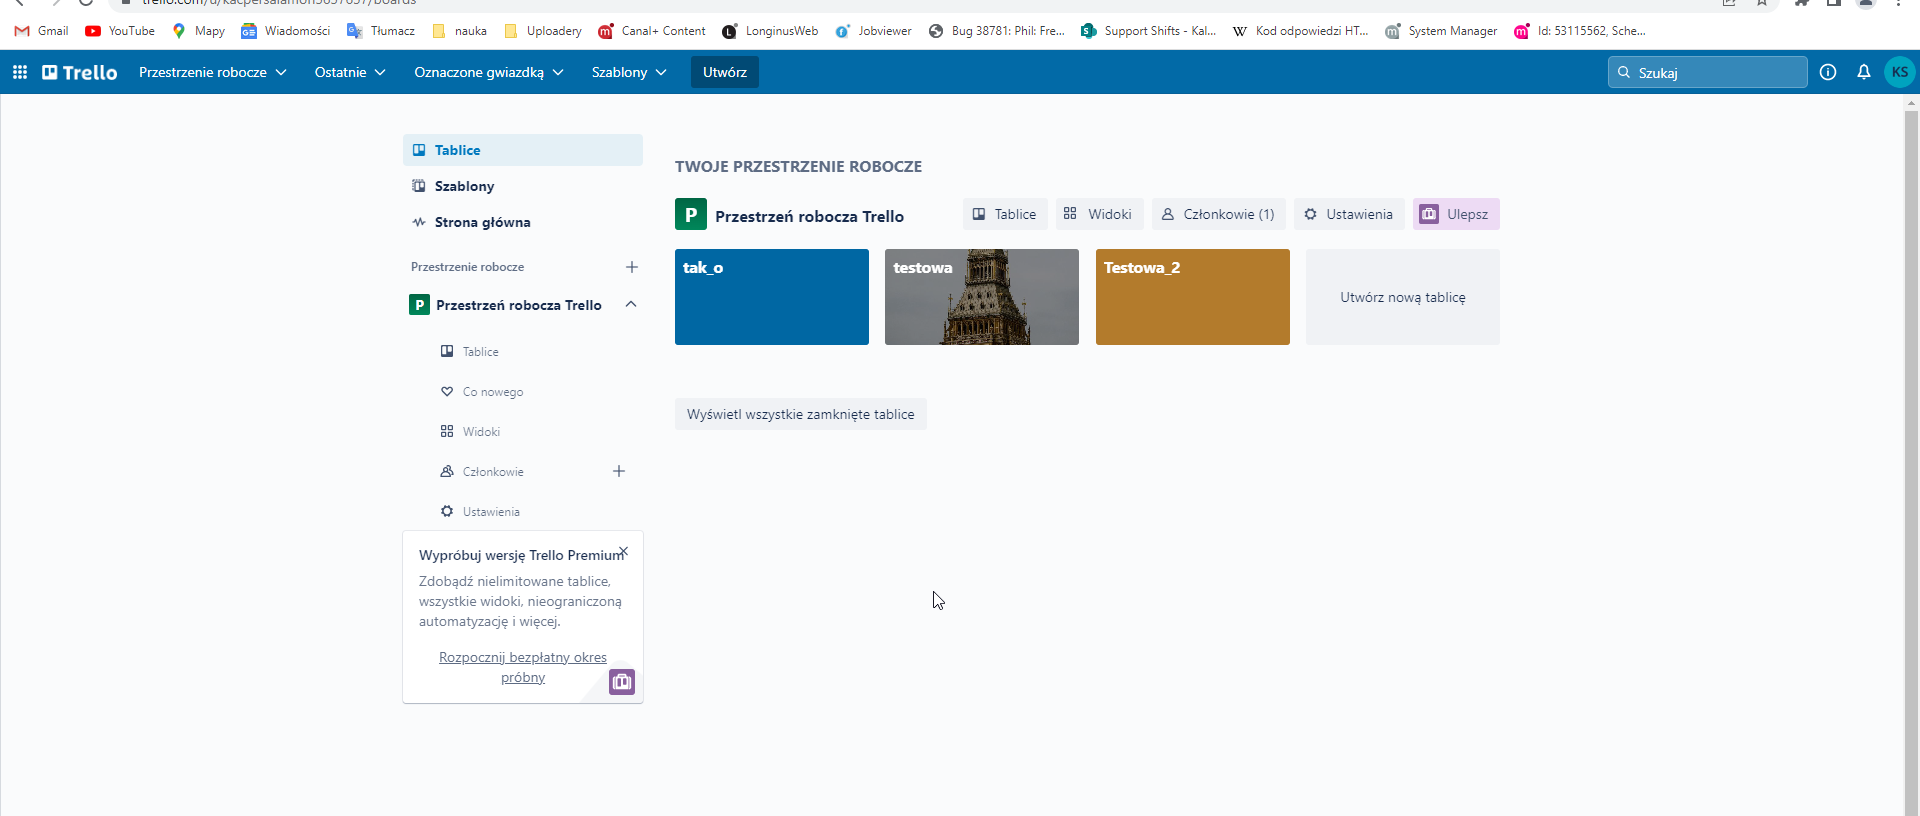 Gmail YouTube Mapy Wiadomości Tłumacz nauka Uploadery Canal+ Content LonginusWeb Jobviewer Bug 38781: Phil: Fre... Support Shifts - Kal... Kod odpowiedzi HT... System Manager Id: 53115562, Sche...
Trello Przestrzenie robocze Ostatnie Oznaczone gwiazdką Szablony Utwórz Szukaj KS
Tablice
Szablony
Strona główna
Przestrzenie robocze
P Przestrzeń robocza Trello
Tablice
Co nowego
Widoki
Członkowie
Ustawienia
Wypróbuj wersję Trello Premium
Zdobądź nielimitowane tablice,
wszystkie widoki, nieograniczoną
automatyzację i więcej.
Rozpocznij bezpłatny okres
próbny
TWOJE PRZESTRZENIE ROBOCZE
P Przestrzeń robocza Trello Tablice Widoki Członkowie (1) Ustawienia Ulepsz
tak_o testowa Testowa_2
Utwórz nową tablicę
Wyświetl wszystkie zamknięte tablice